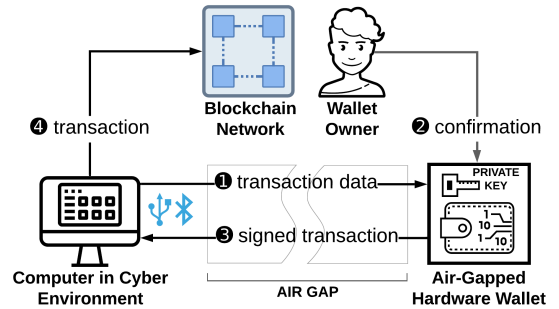 Blockchain
Network
Wallet
Owner
❹ transaction
❷ confirmation
PRIVATE
KEY
❶ transaction data
❸ signed transaction
1
10
1
10
Computer in Cyber
Environment
AIR GAP
Air-Gapped
Hardware Wallet